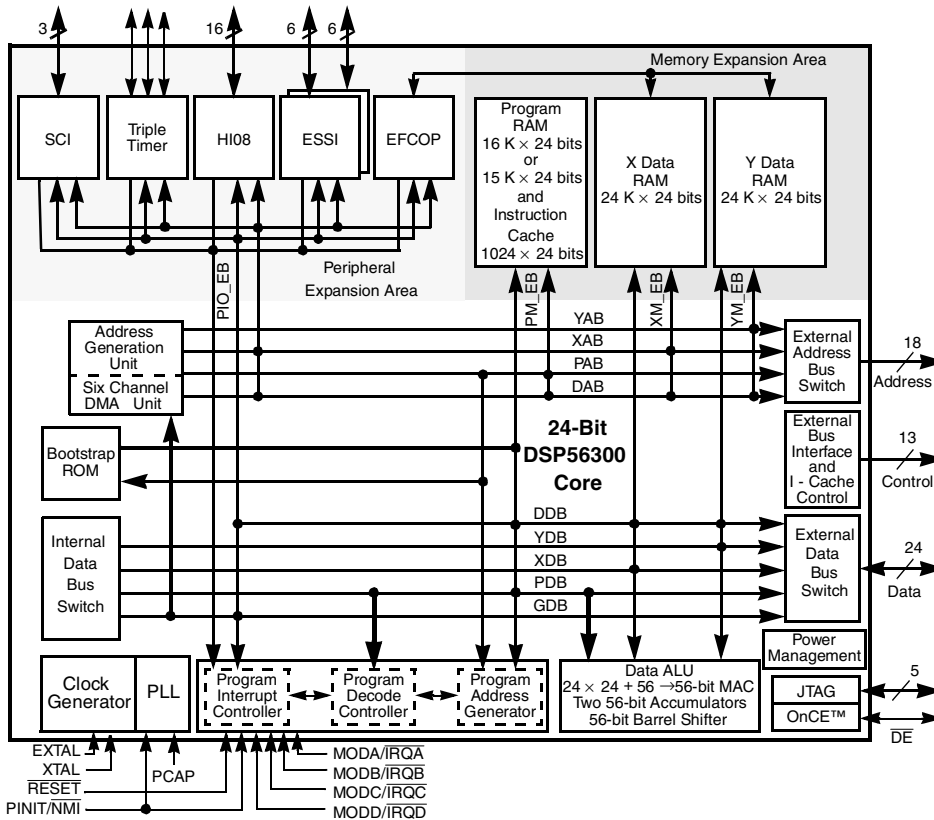 3
16
6
6
Memory Expansion Area
SCI
Triple
Timer
HI08
ESSI
EFCOP
Program
RAM
16 K × 24 bits
or
15 K × 24 bits
and
Instruction
Cache
1024 × 24 bits
X Data
RAM
24 K × 24 bits
Y Data
RAM
24 K × 24 bits
Peripheral
Expansion Area
PIO_EB
PM_EB
XM_EB
YM_EB
Address
Generation
Unit
Six Channel
DMA Unit
YAB
XAB
PAB
DAB
External
Address
Bus
Switch
18
Address
Bootstrap
ROM
24-Bit
DSP56300
Core
External
Bus
Interface
and
I - Cache
Control
13
Control
Internal
Data
Bus
Switch
DDB
YDB
XDB
PDB
GDB
External
Data
Bus
Switch
24
Data
Power
Management
Clock
Generator
PLL
Program
Interrupt
Controller
Program
Decode
Controller
Program
Address
Generator
Data ALU
24 × 24 + 56 →56-bit MAC
Two 56-bit Accumulators
56-bit Barrel Shifter
JTAG
OnCE™
5
DE
EXTAL
XTAL
RESET
PINIT/NMI
PCAP
MODA/IRQA
MODB/IRQB
MODC/IRQC
MODD/IRQD